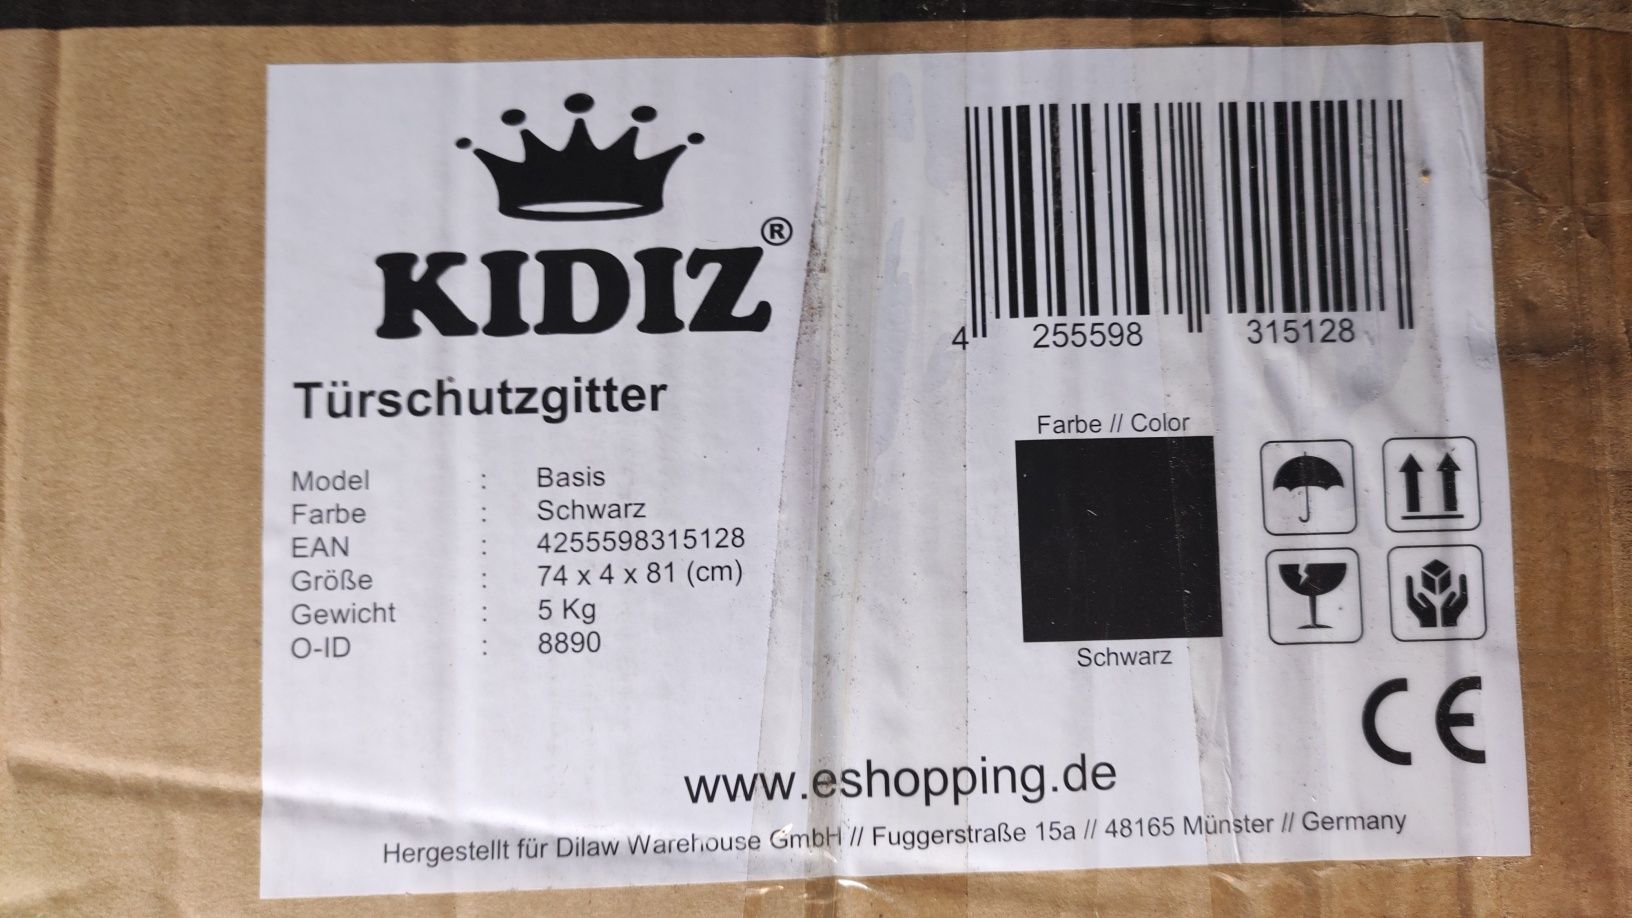 KIDIZ®
Türschutzgitter
Model : Basis
Farbe : Schwarz
EAN : 4255598315128
Größe : 74 x 4 x 81 (cm)
Gewicht : 5 Kg
O-ID : 8890
4 255598 315128
Farbe // Color
Schwarz
CE
www.eshopping.de
Hergestellt für Dilaw Warehouse GmbH // Fuggerstraße 15a // 48165 Münster // Germany